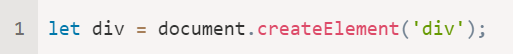 1 let div = document.createElement('div');